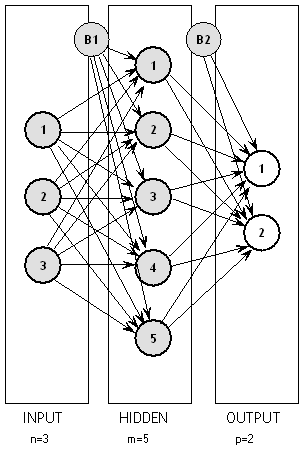 B1 B2
1
1 2
1
2 3
2
3 4
5
INPUT HIDDEN OUTPUT
n=3 m=5 p=2